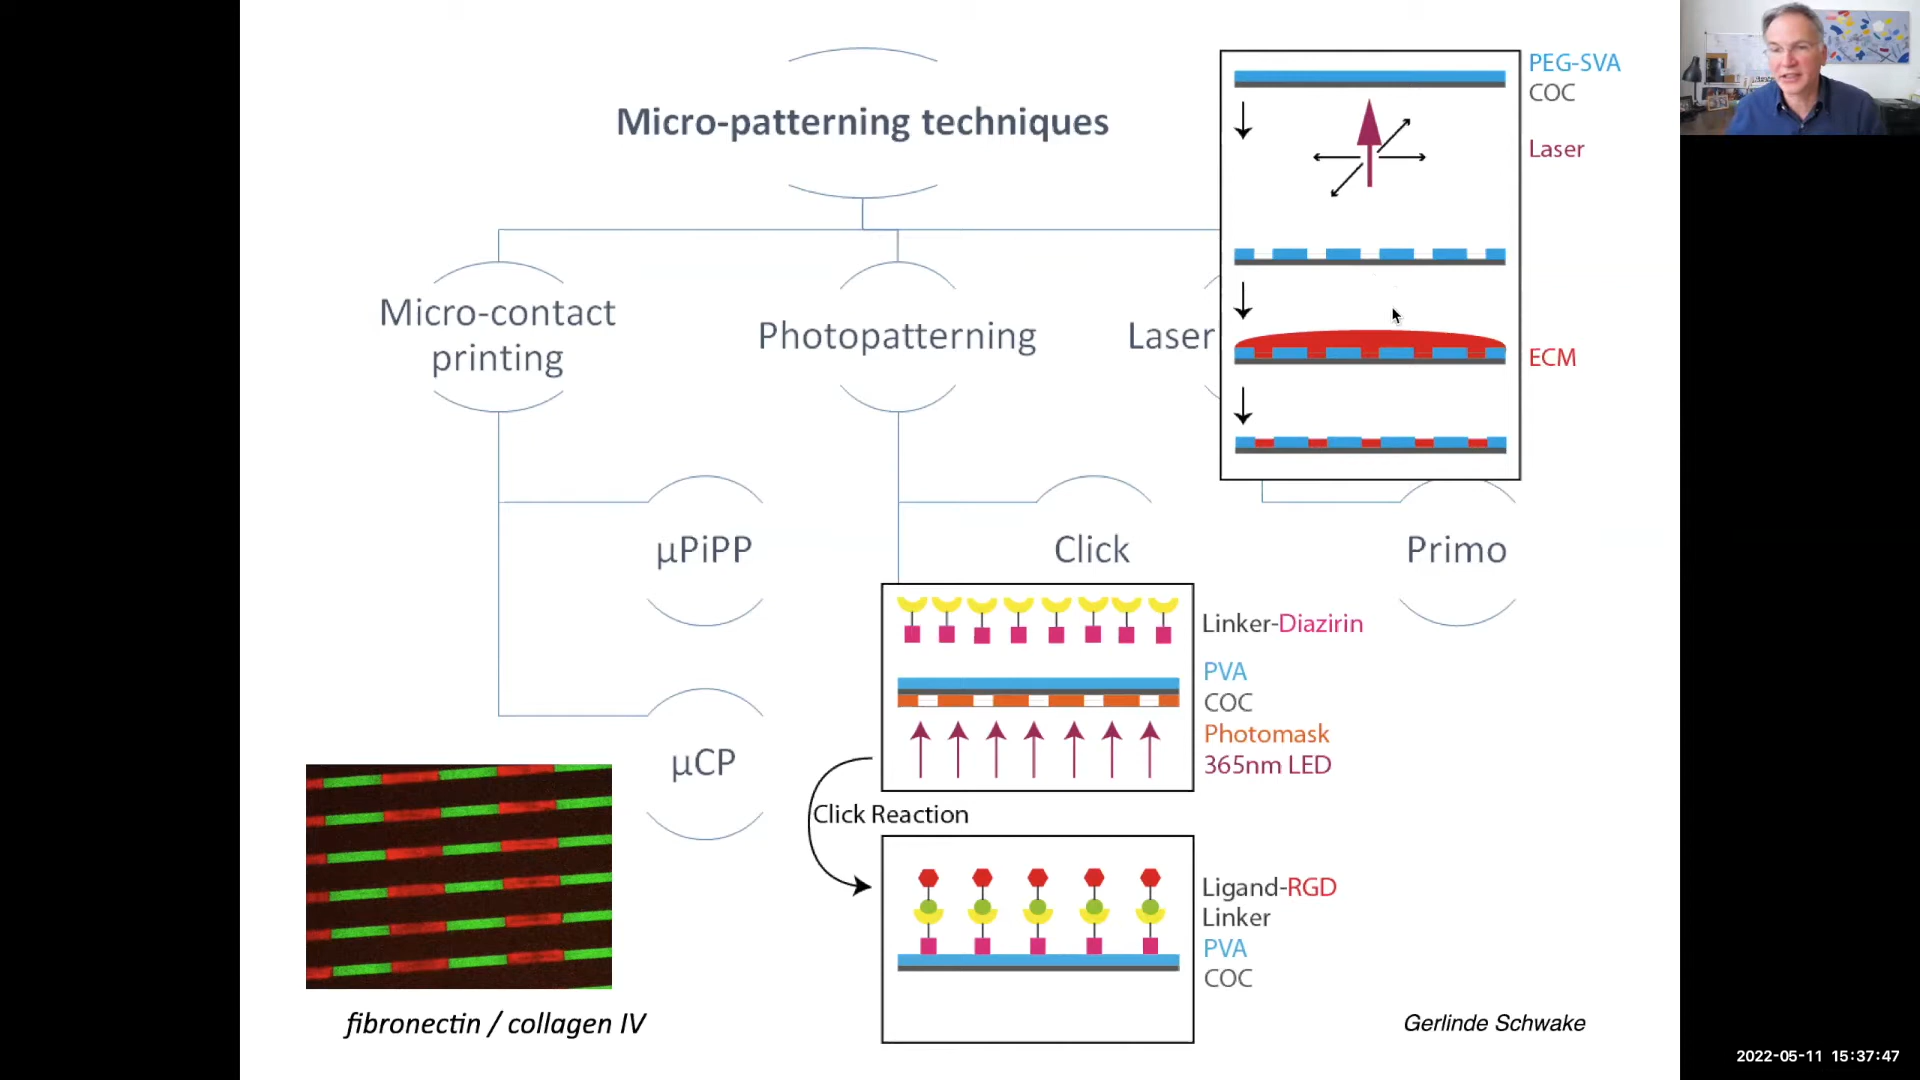 Micro-patterning techniques
Micro-contact
printing
Photopatterning
Laser
PEG-SVA
COC
Laser
ECM
µPiPP
Click
Primo
µCP
Linker-Diazirin
PVA
COC
Photomask
365nm LED
Click Reaction
Ligand-RGD
Linker
PVA
COC
fibronectin / collagen IV
Gerlinde Schwake
2022-05-11 15:37:47